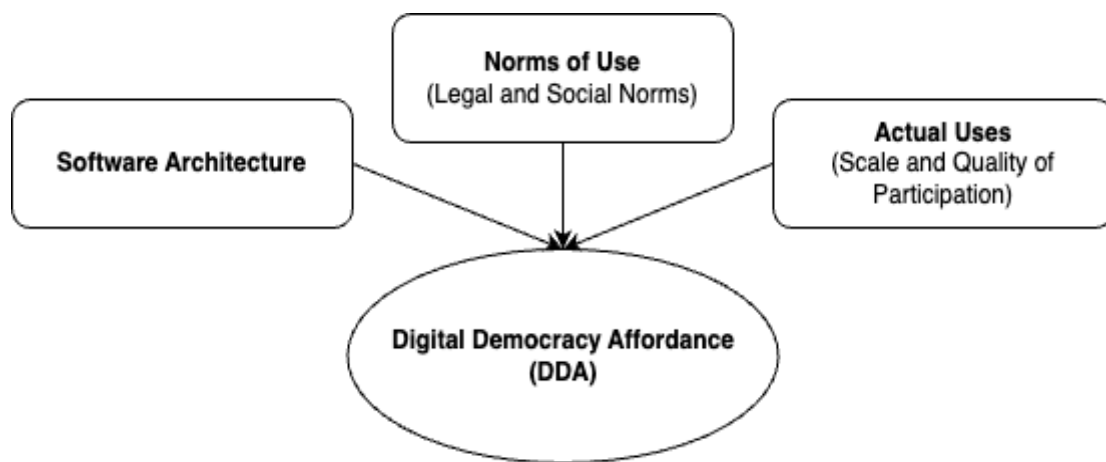 Software Architecture
Norms of Use
(Legal and Social Norms)
Actual Uses
(Scale and Quality of
Participation)
Digital Democracy Affordance
(DDA)